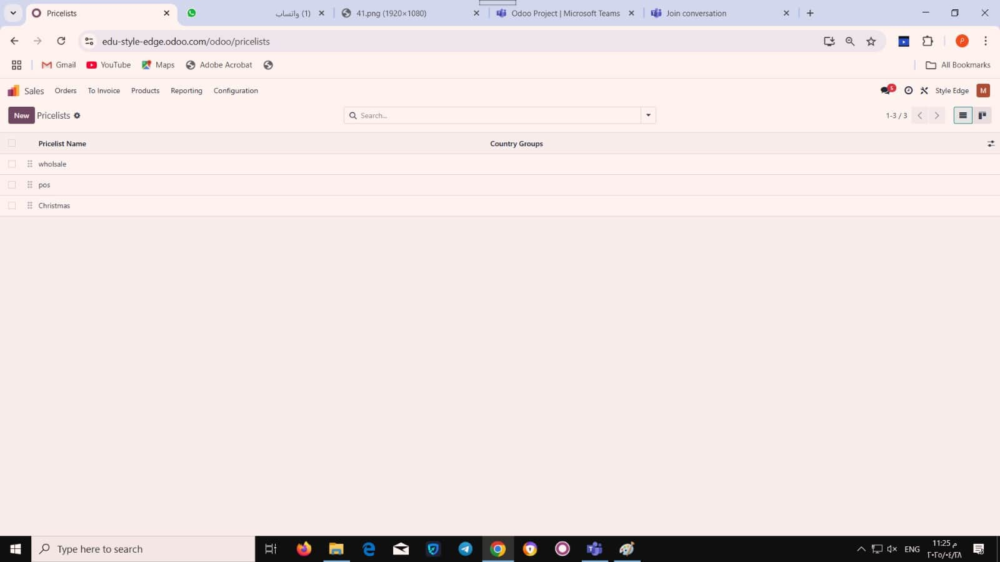 Pricelists
(1) واتساب
41.png (1920×1080)
Odoo Project | Microsoft Teams
Join conversation
edu-style-edge.odoo.com/odoo/pricelists
P
Gmail
YouTube
Maps
Adobe Acrobat
All Bookmarks
Sales
Orders
To Invoice
Products
Reporting
Configuration
5
Style Edge
M
New
Pricelists
Search...
1-3 / 3
Pricelist Name
Country Groups
wholsale
pos
Christmas
Type here to search
ENG
11:25 م
٢٠٢٥/٠٤/٢٨